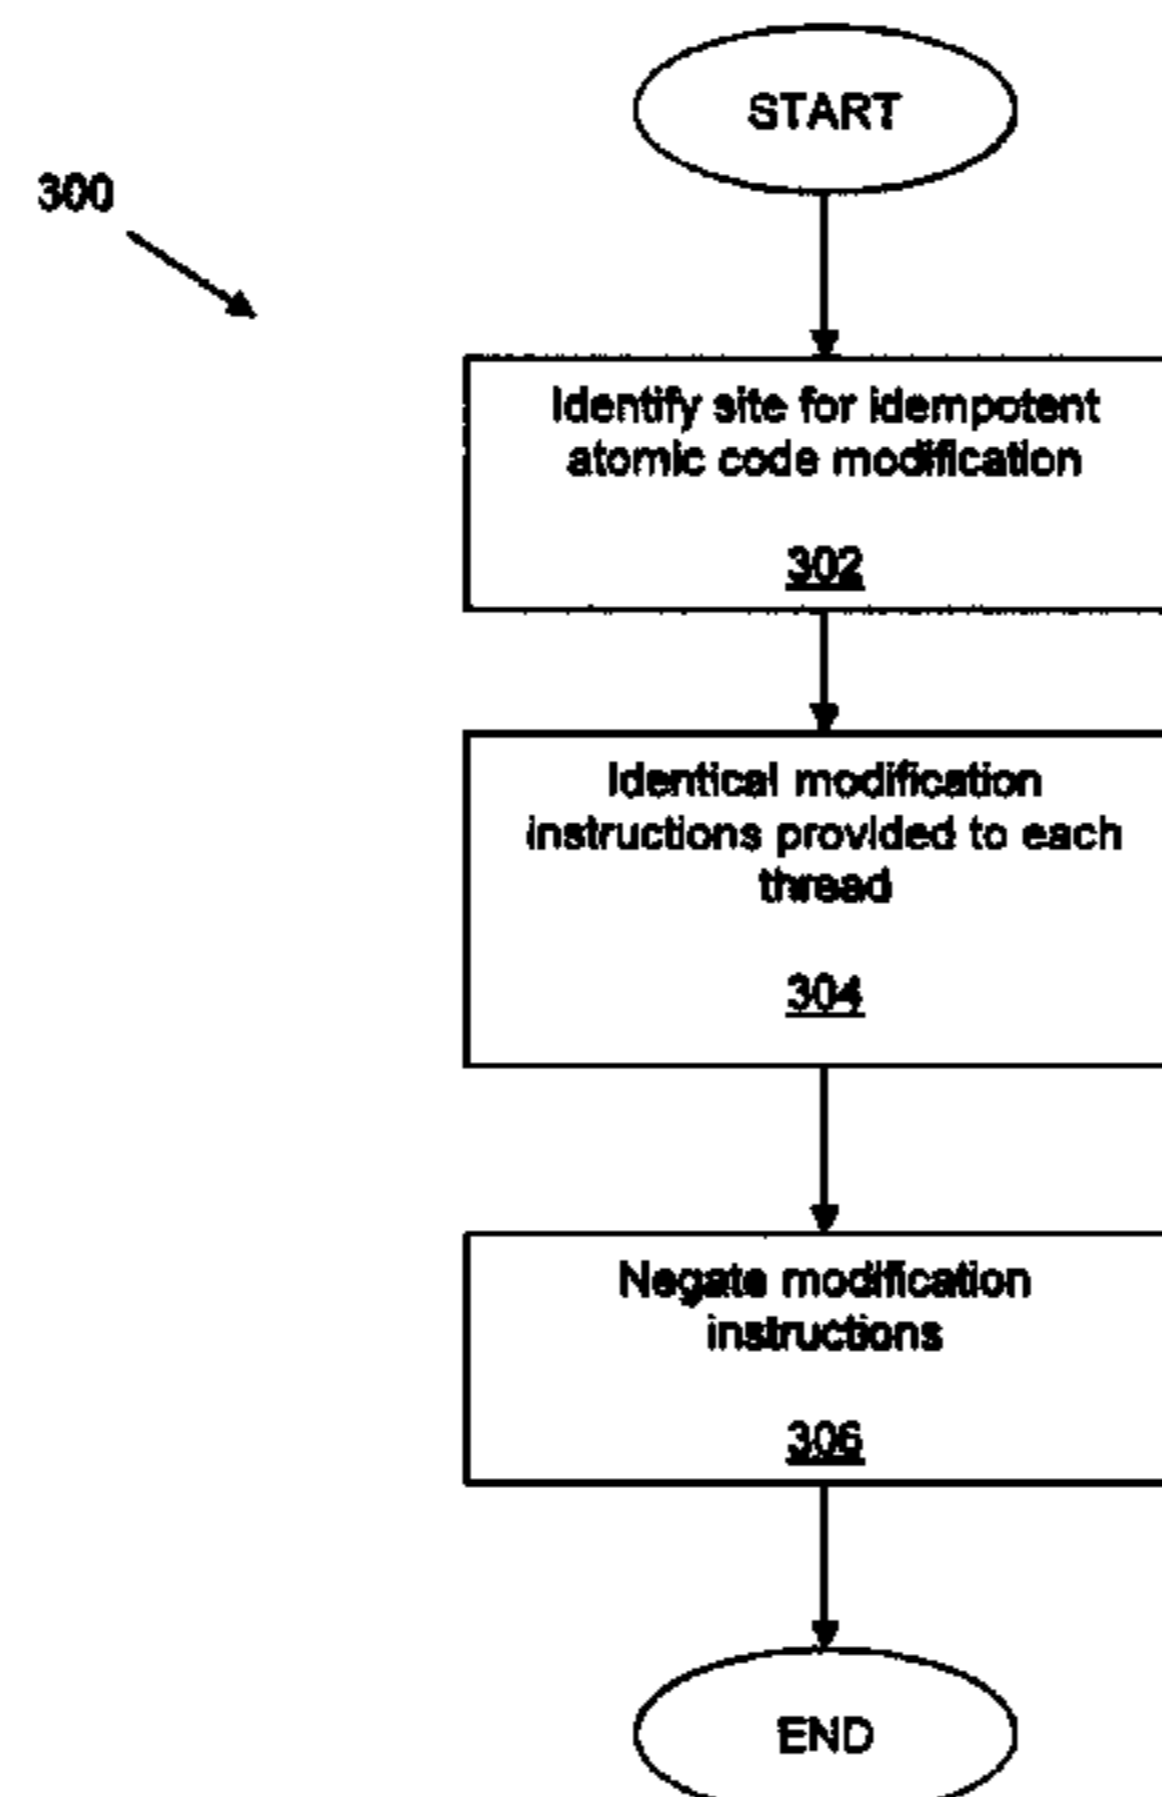 START
300
Identify site for idempotent
atomic code modification
302
Identical modification
instructions provided to each
thread
304
Negate modification
instructions
306
END